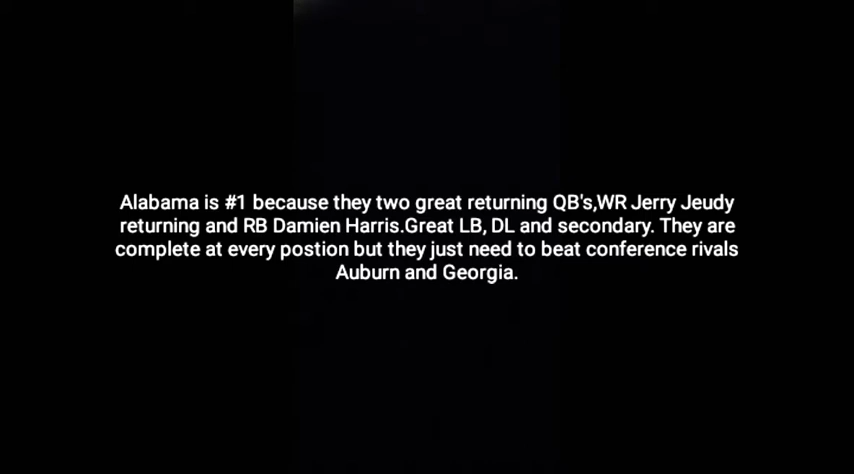 Alabama is #1 because they two great returning QB's,WR Jerry Jeudy
returning and RB Damien Harris.Great LB, DL and secondary. They are
complete at every postion but they just need to beat conference rivals
Auburn and Georgia.